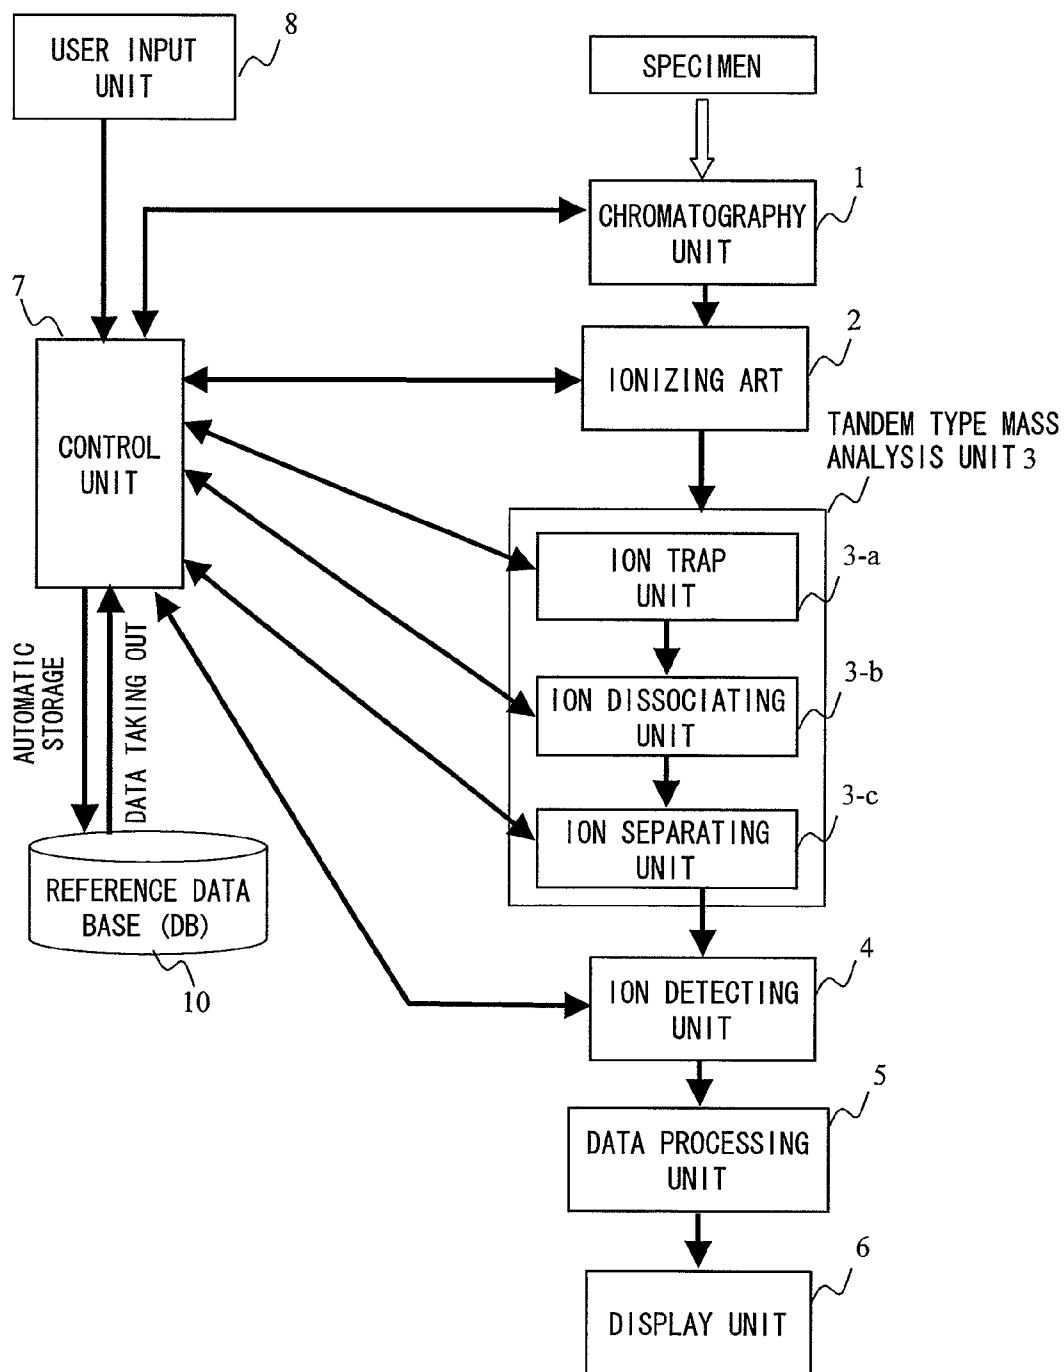 8
USER INPUT
UNIT
SPECIMEN
1
CHROMATOGRAPHY
UNIT
7
2
IONIZING ART
TANDEM TYPE MASS
ANALYSIS UNIT 3
CONTROL
UNIT
ION TRAP
UNIT
3-a
AUTOMATIC
STORAGE
DATA TAKING OUT
ION DISSOCIATING
UNIT
3-b
ION SEPARATING
UNIT
3-c
REFERENCE DATA
BASE (DB)
10
ION DETECTING
UNIT
4
DATA PROCESSING
UNIT
5
DISPLAY UNIT
6